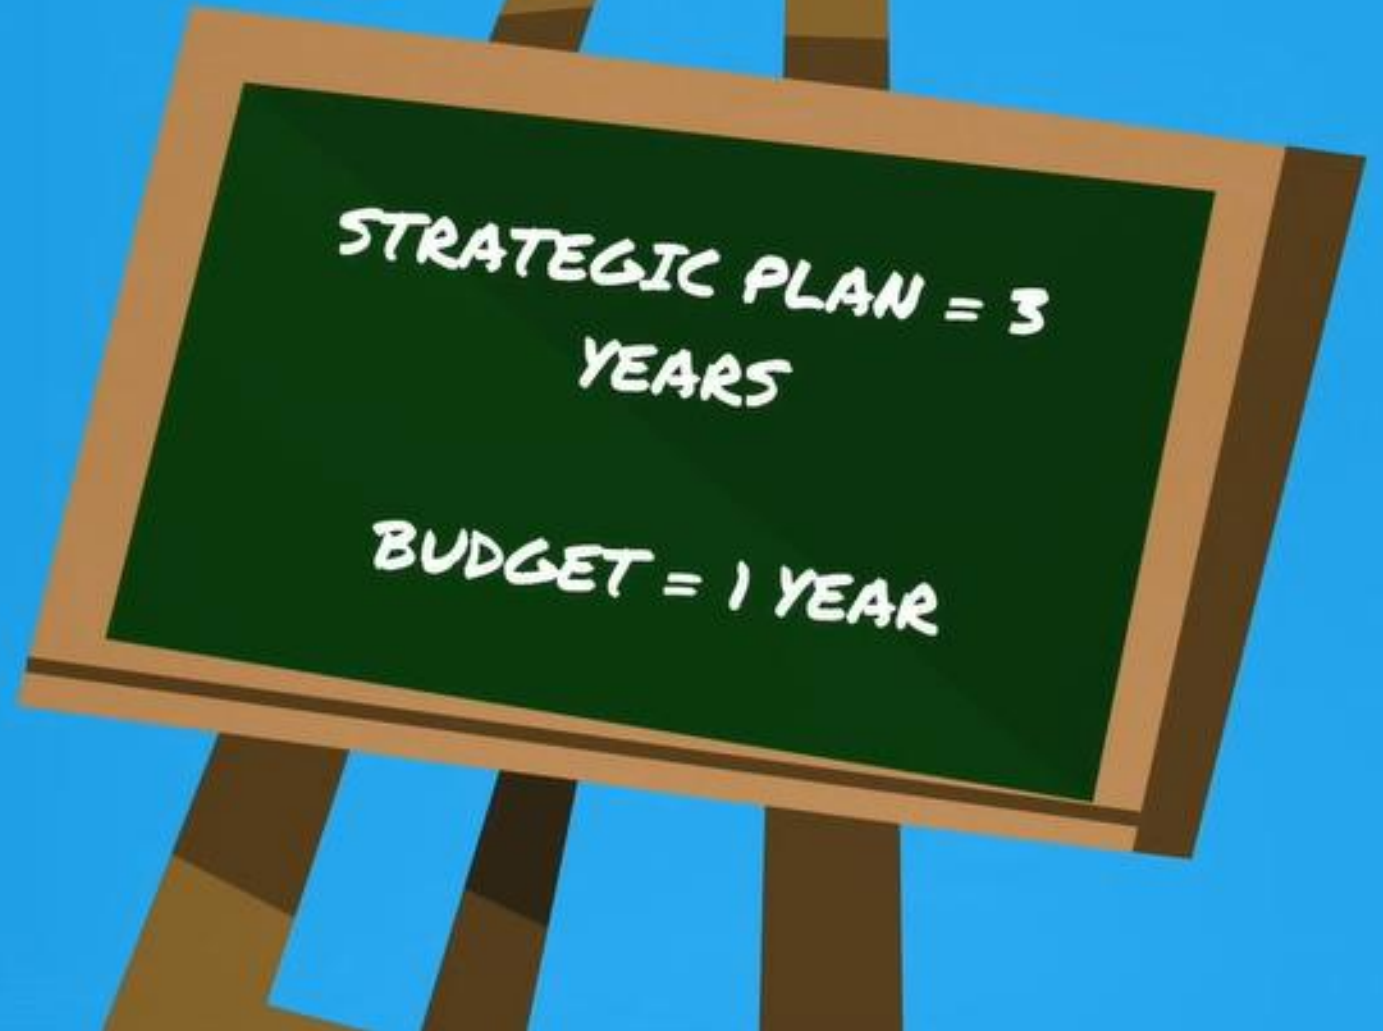 STRATEGIC PLAN = 3
YEARS
BUDGET = 1 YEAR